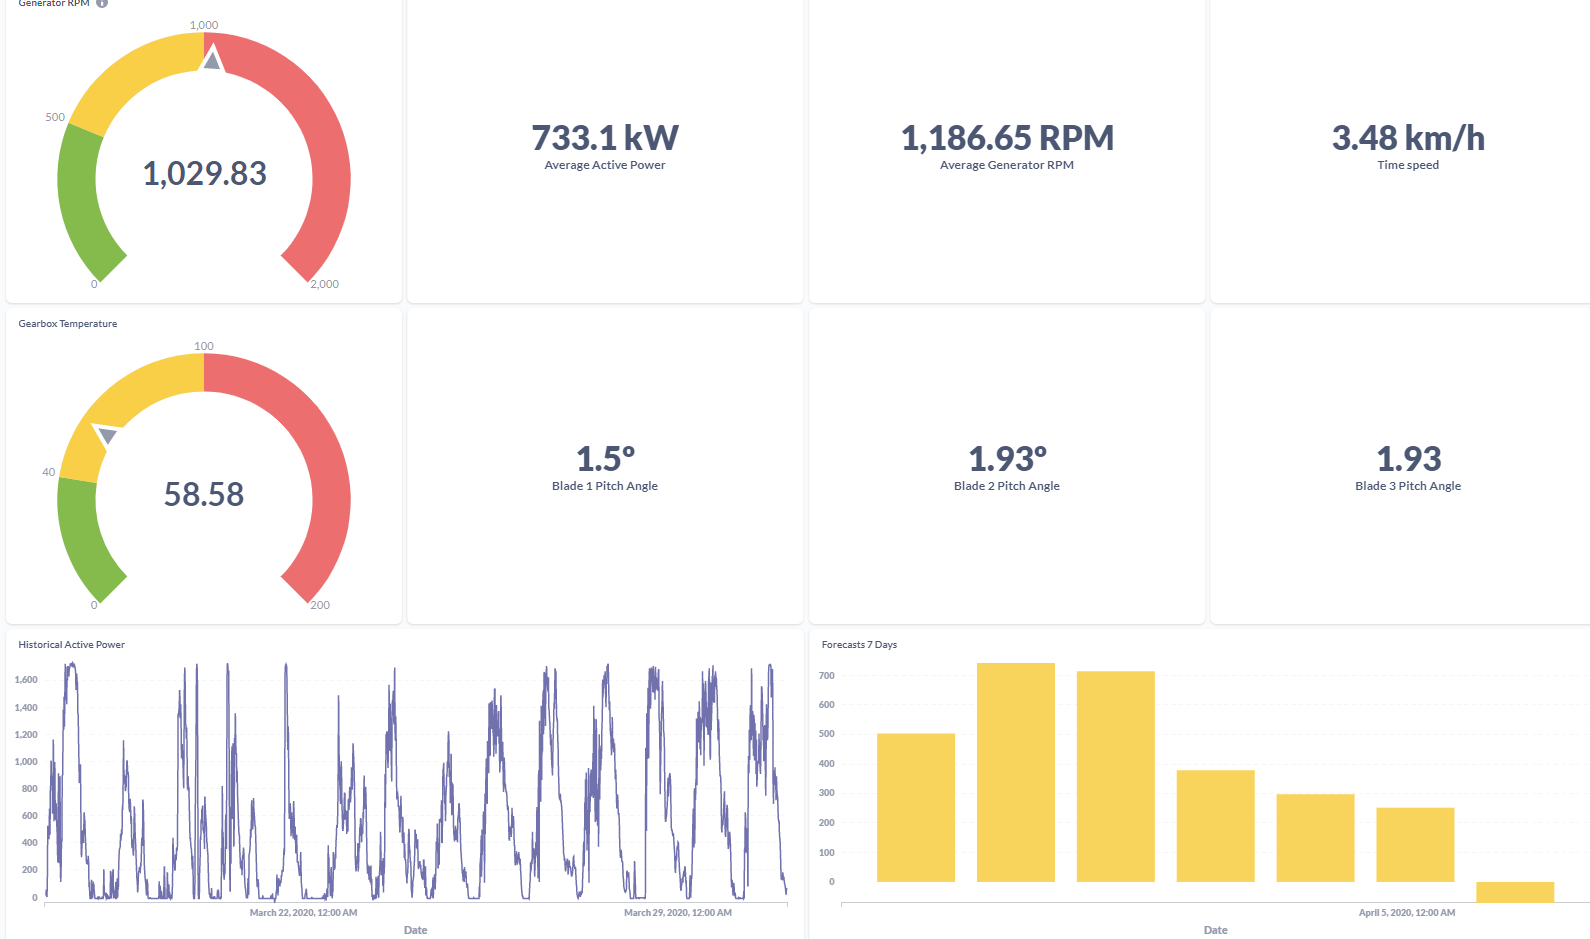 Generator RPM
1,000
500
1,029.83
0
2,000
733.1 kW
Average Active Power
1,186.65 RPM
Average Generator RPM
3.48 km/h
Time speed
Gearbox Temperature
100
40
58.58
0
200
1.5º
Blade 1 Pitch Angle
1.93º
Blade 2 Pitch Angle
1.93
Blade 3 Pitch Angle
Historical Active Power
1,600
1,400
1,200
1,000
800
600
400
200
0
March 22, 2020, 12:00 AM
March 29, 2020, 12:00 AM
Date
Forecasts 7 Days
700
600
500
400
300
200
100
0
April 5, 2020, 12:00 AM
Date